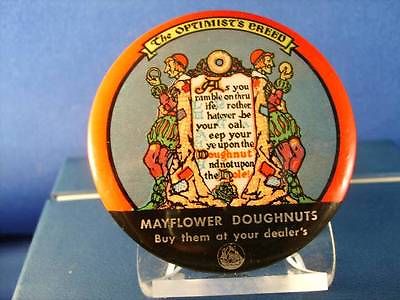 The OPTIMIST'S CREED
As you
ramble on thru
life, Brother
Whatever be
your Goal,
Keep your
eye upon the
Doughnut
And not upon
the Hole!
MAYFLOWER DOUGHNUTS
Buy them at your dealer's